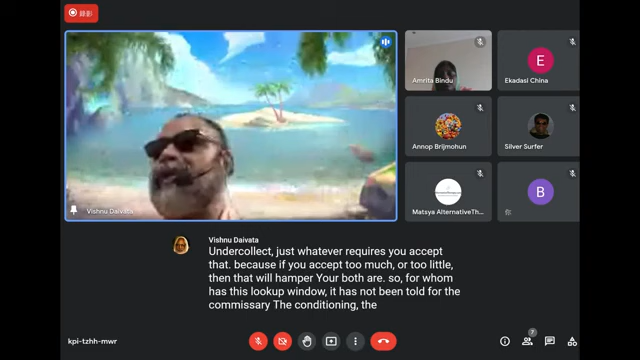 錄影
Vishnu Daivata
Amrita Bindu
E
Ekadasi China
Annop Brijmohun
Silver Surfer
Matsya AlternativeTh...
B
你
Vishnu Daivata
Undercollect, just whatever requires you accept
that. because if you accept too much, or too little,
then that will hamper Your both are. so, for whom
has this lookup window, it has not been told for the
commissary The conditioning, the
kpi-tzhh-mwr
7